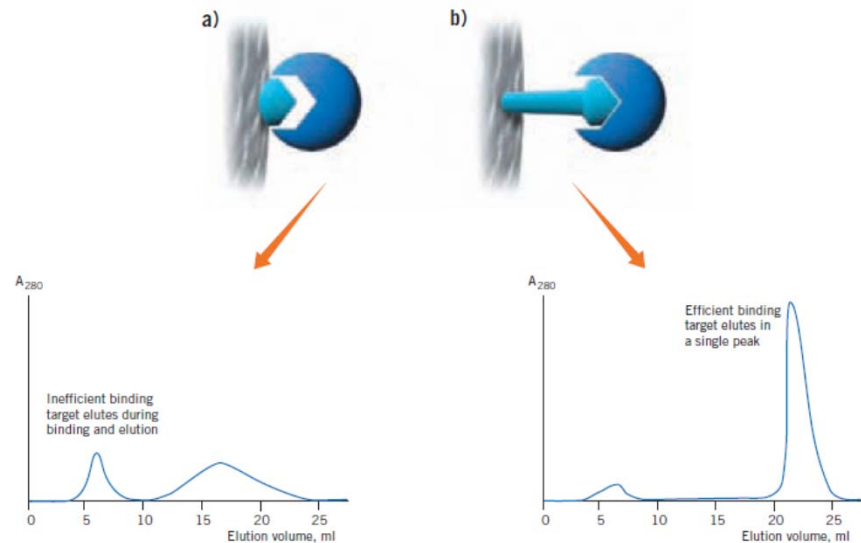 a)
b)
A280
Inefficient binding
target elutes during
binding and elution
0 5 10 15 20 25
Elution volume, ml
A280
Efficient binding
target elutes in
a single peak
0 5 10 15 20 25
Elution volume, ml